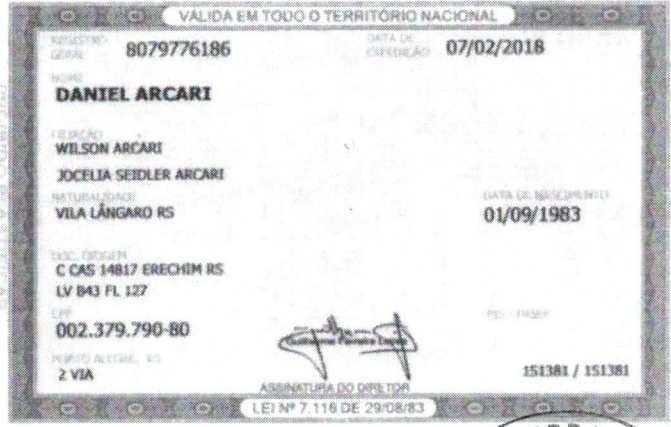 VÁLIDA EM TODO O TERRITÓRIO NACIONAL
REGISTRO GERAL 8079776186 DATA DE EXPEDIÇÃO 07/02/2018
NOME
DANIEL ARCARI
FILIAÇÃO
WILSON ARCARI
JOCELIA SEIDLER ARCARI
NATURALIDADE DATA DE NASCIMENTO
VILA LÂNGARO RS 01/09/1983
DOC. ORIGEM
C CAS 14817 ERECHIM RS
LV B43 FL 127
CPF PIS - PASEP
002.379.790-80
PORTO ALEGRE, RS
2 VIA 151381 / 151381
ASSINATURA DO DIRETOR
LEI Nº 7.116 DE 29/08/83